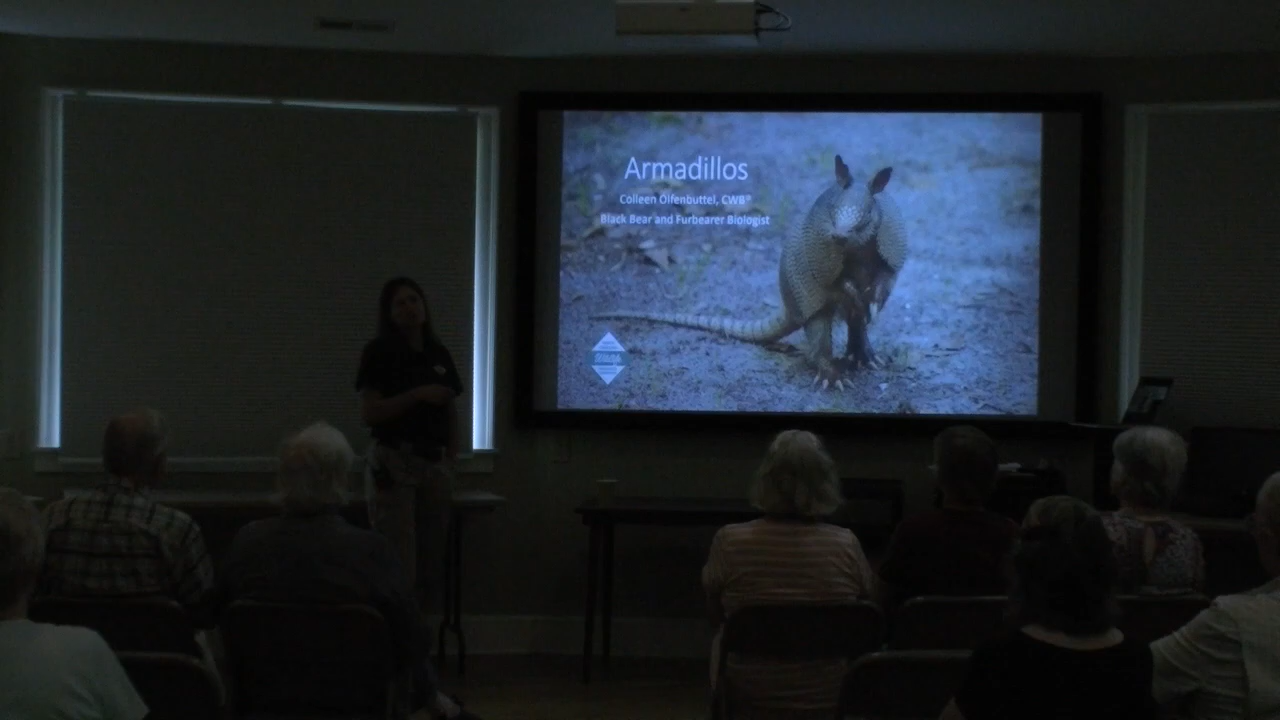 Armadillos
Colleen Olfenbuttel, CWB®
Black Bear and Furbearer Biologist